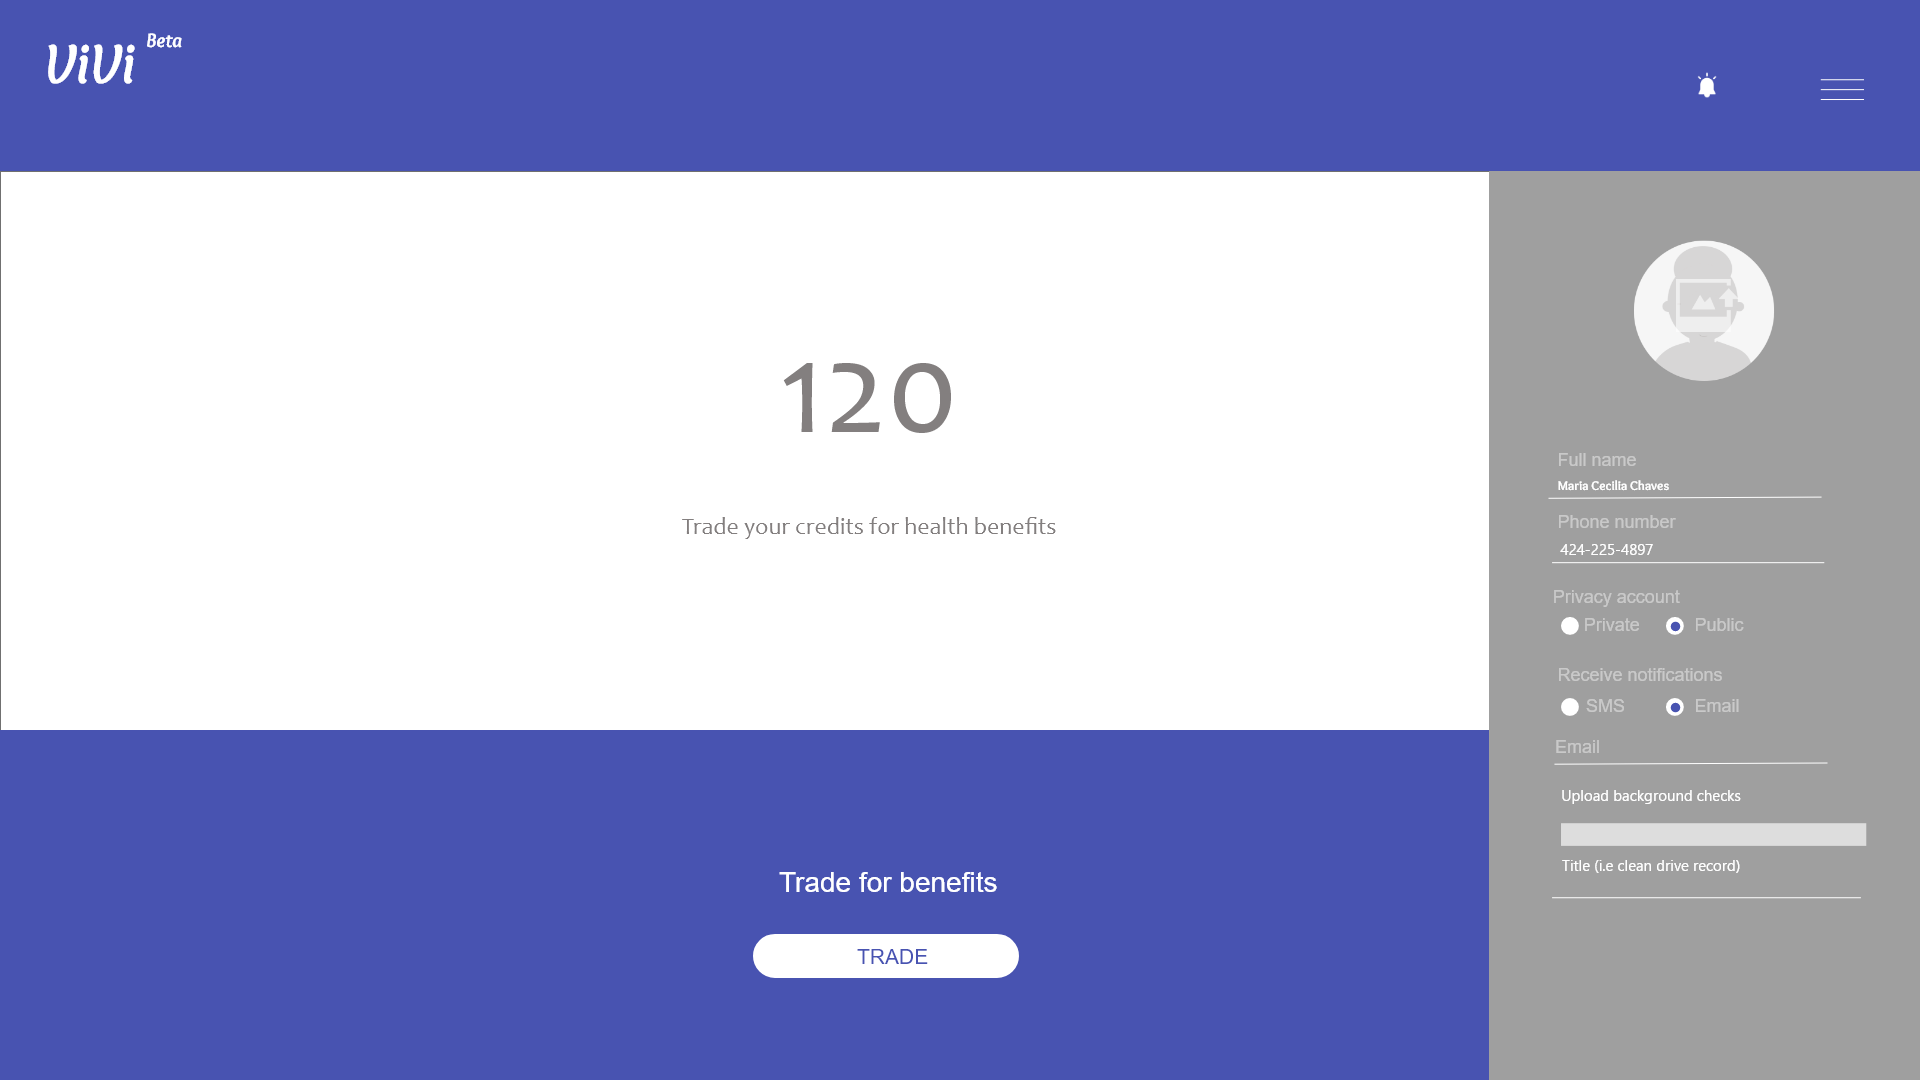 ViVi Beta
120
Trade your credits for health benefits
Trade for benefits
TRADE
Full name
Maria Cecilia Chaves
Phone number
424-225-4897
Privacy account
Private Public
Receive notifications
SMS Email
Email
Upload background checks
Title (i.e clean drive record)